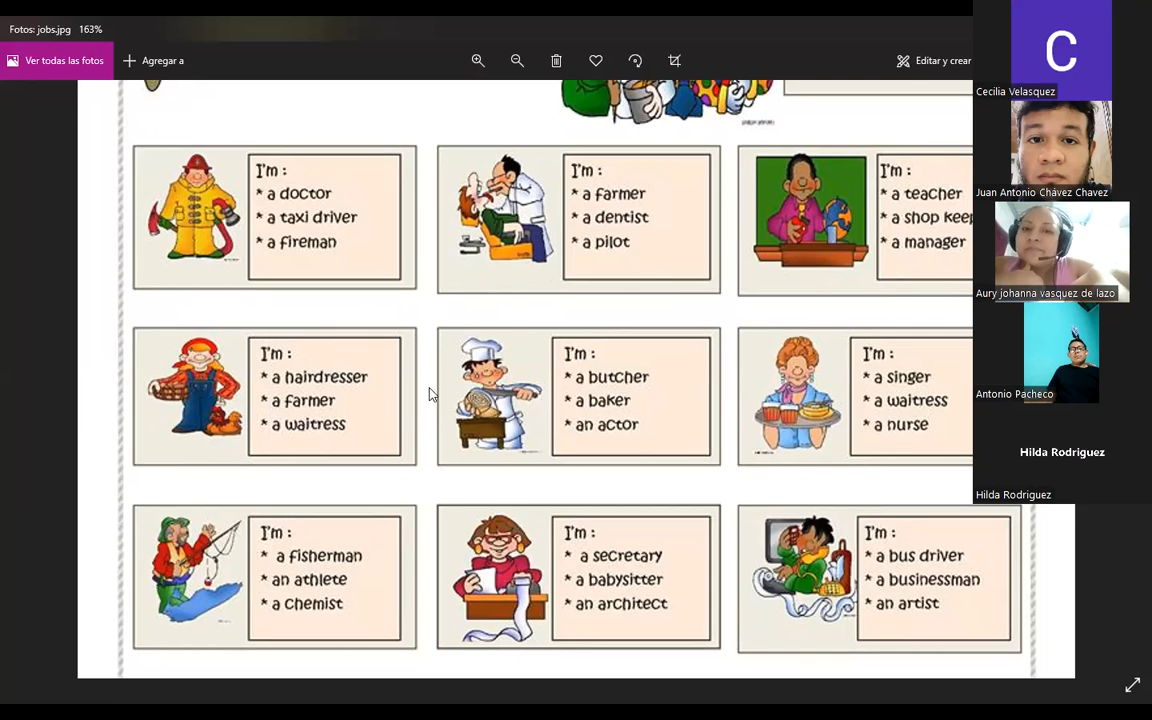 Fotos: jobs.jpg 163%
Ver todas las fotos
Agregar a
Editar y crear
I'm :
* a doctor
* a taxi driver
* a fireman
I'm :
* a farmer
* a dentist
* a pilot
I'm :
* a teacher
* a shop keep
* a manager
I'm :
* a hairdresser
* a farmer
* a waitress
I'm :
* a butcher
* a baker
* an actor
I'm :
* a singer
* a waitress
* a nurse
I'm :
* a fisherman
* an athlete
* a chemist
I'm :
* a secretary
* a babysitter
* an architect
I'm :
* a bus driver
* a businessman
* an artist
C
Cecilia Velasquez
Juan Antonio Chávez Chavez
Aury johanna vasquez de lazo
Antonio Pacheco
Hilda Rodriguez
Hilda Rodriguez